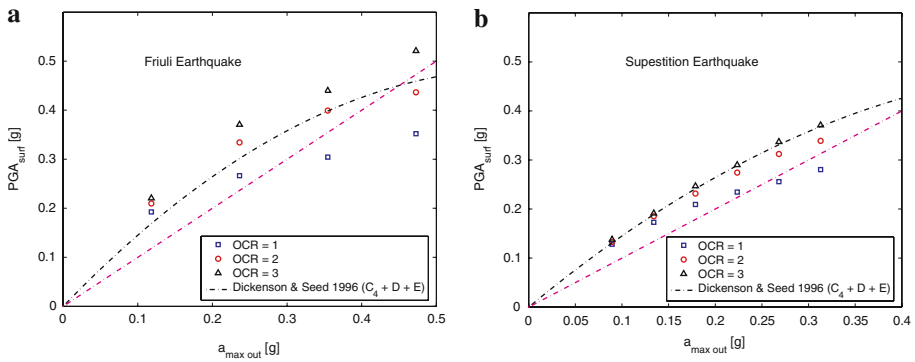 a
Friuli Earthquake
0.5
0.4
0.3
0.2
0.1
0
PGAsurf [g]
OCR = 1
OCR = 2
OCR = 3
Dickenson & Seed 1996 (C4 + D + E)
0 0.1 0.2 0.3 0.4 0.5
amax out [g]
b
Supestition Earthquake
0.5
0.4
0.3
0.2
0.1
0
PGAsurf [g]
OCR = 1
OCR = 2
OCR = 3
Dickenson & Seed 1996 (C4 + D + E)
0 0.05 0.1 0.15 0.2 0.25 0.3 0.35 0.4
amax out [g]